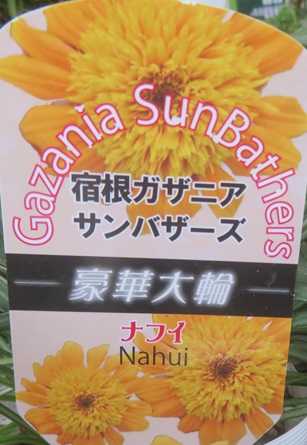 Gazania SunBathers
宿根ガザニア
サンバザーズ
豪華大輪
ナフイ
Nahui